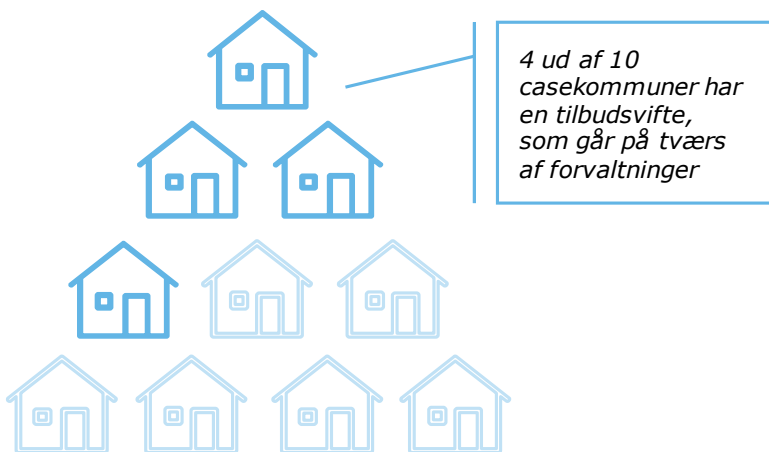 4 ud af 10
casekommuner har
en tilbudsvifte,
som går på tværs
af forvaltninger